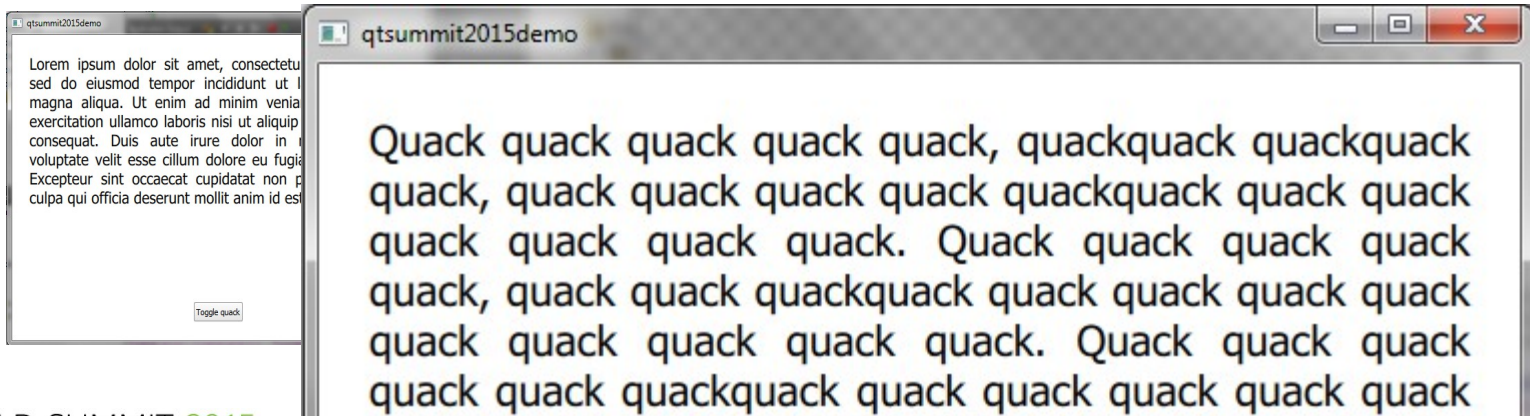 qtsummit2015demo
Lorem ipsum dolor sit amet,
sed do eiusmod tempor incididunt ut
magna aliqua. Ut enim ad minim
exercitation ullamco laboris nisi ut aliquip
consequat. Duis aute irure dolor in
voluptate velit esse cillum dolore eu
Excepteur sint occaecat cupidatat non
culpa qui officia deserunt mollit anim id
Toggle quack
qtsummit2015demo
Quack quack quack quack quack, quackquack quackquack
quack, quack quack quack quack quackquack quack quack
quack quack quack quack. Quack quack quack quack
quack, quack quack quackquack quack quack quack quack
quack quack quack quack quack. Quack quack quack
quack quack quackquack quack quack quack quack quack
SUMMIT 2015